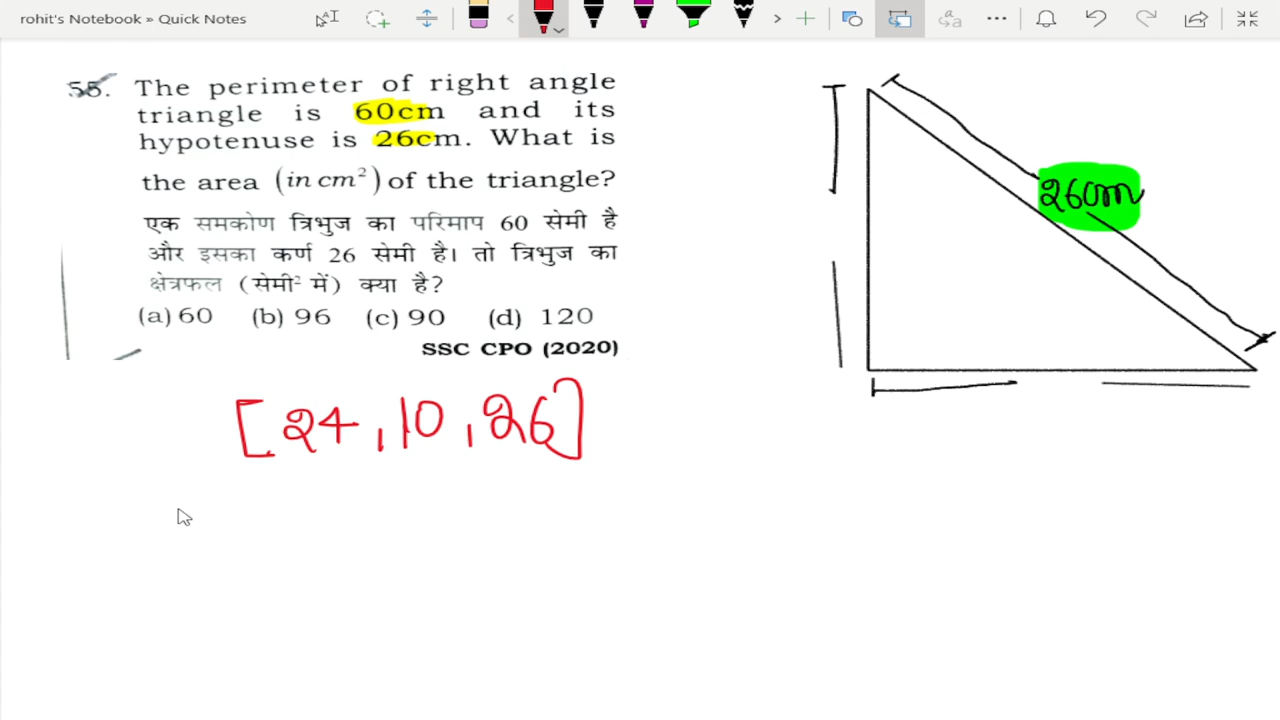 rohit's Notebook » Quick Notes
55. The perimeter of right angle
triangle is 60cm and its
hypotenuse is 26cm. What is
the area (in cm²) of the triangle?
एक समकोण त्रिभुज का परिमाप 60 सेमी है
और इसका कर्ण 26 सेमी है। तो त्रिभुज का
क्षेत्रफल (सेमी² में) क्या है?
(a) 60 (b) 96 (c) 90 (d) 120
SSC CPO (2020)
[24, 10, 26]
26cm